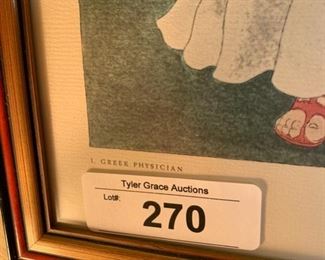 1. GREEK PHYSICIAN
Tyler Grace Auctions
Lot#:
270